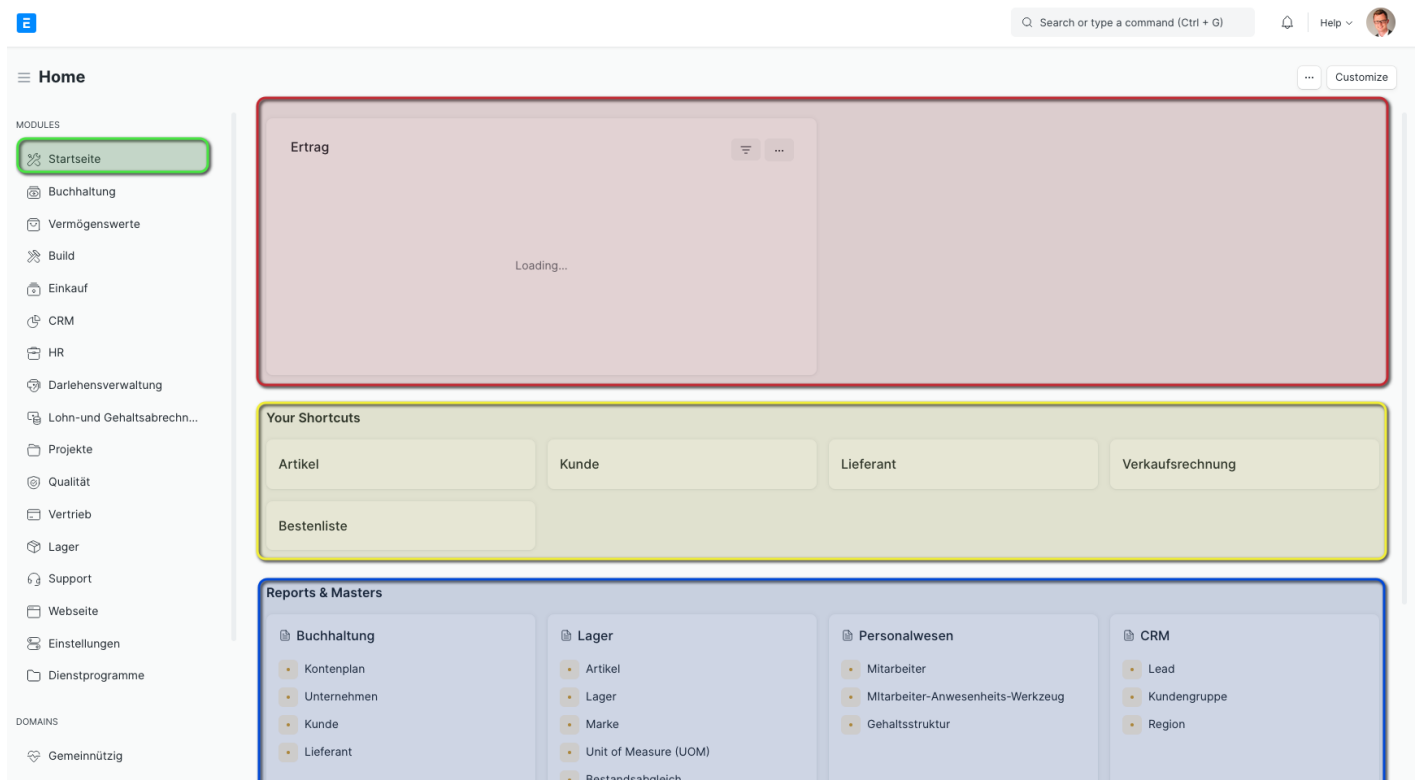 E
Search or type a command (Ctrl + G)
Help
Home
...
Customize
MODULES
Startseite
Buchhaltung
Vermögenswerte
Build
Einkauf
CRM
HR
Darlehensverwaltung
Lohn-und Gehaltsabrechn...
Projekte
Qualität
Vertrieb
Lager
Support
Webseite
Einstellungen
Dienstprogramme
DOMAINS
Gemeinnützig
Ertrag
...
Loading...
Your Shortcuts
Artikel
Kunde
Lieferant
Verkaufsrechnung
Bestenliste
Reports & Masters
Buchhaltung
Kontenplan
Unternehmen
Kunde
Lieferant
Lager
Artikel
Lager
Marke
Unit of Measure (UOM)
Bestandsabgleich
Personalwesen
Mitarbeiter
MItarbeiter-Anwesenheits-Werkzeug
Gehaltsstruktur
CRM
Lead
Kundengruppe
Region